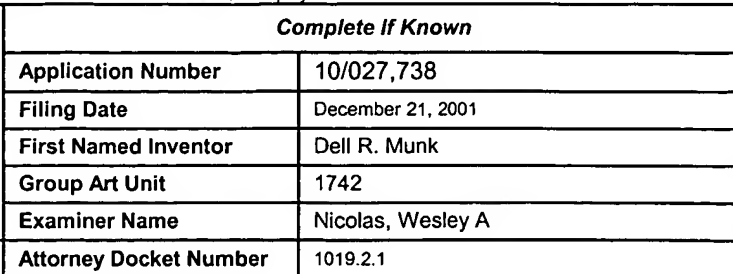 Complete If Known
Application Number 10/027,738
Filing Date December 21, 2001
First Named Inventor Dell R. Munk
Group Art Unit 1742
Examiner Name Nicolas, Wesley A
Attorney Docket Number 1019.2.1